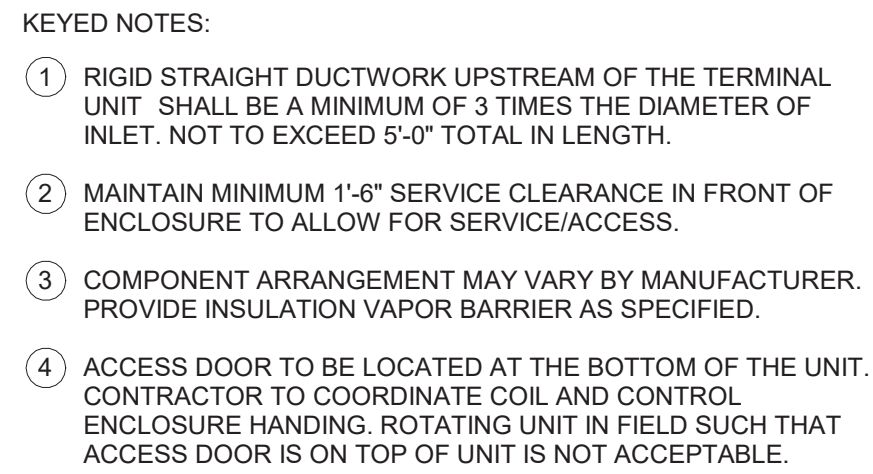 KEYED NOTES:
1 RIGID STRAIGHT DUCTWORK UPSTREAM OF THE TERMINAL
UNIT SHALL BE A MINIMUM OF 3 TIMES THE DIAMETER OF
INLET. NOT TO EXCEED 5'-0" TOTAL IN LENGTH.
2 MAINTAIN MINIMUM 1'-6" SERVICE CLEARANCE IN FRONT OF
ENCLOSURE TO ALLOW FOR SERVICE/ACCESS.
3 COMPONENT ARRANGEMENT MAY VARY BY MANUFACTURER.
PROVIDE INSULATION VAPOR BARRIER AS SPECIFIED.
4 ACCESS DOOR TO BE LOCATED AT THE BOTTOM OF THE UNIT.
CONTRACTOR TO COORDINATE COIL AND CONTROL
ENCLOSURE HANDING. ROTATING UNIT IN FIELD SUCH THAT
ACCESS DOOR IS ON TOP OF UNIT IS NOT ACCEPTABLE.